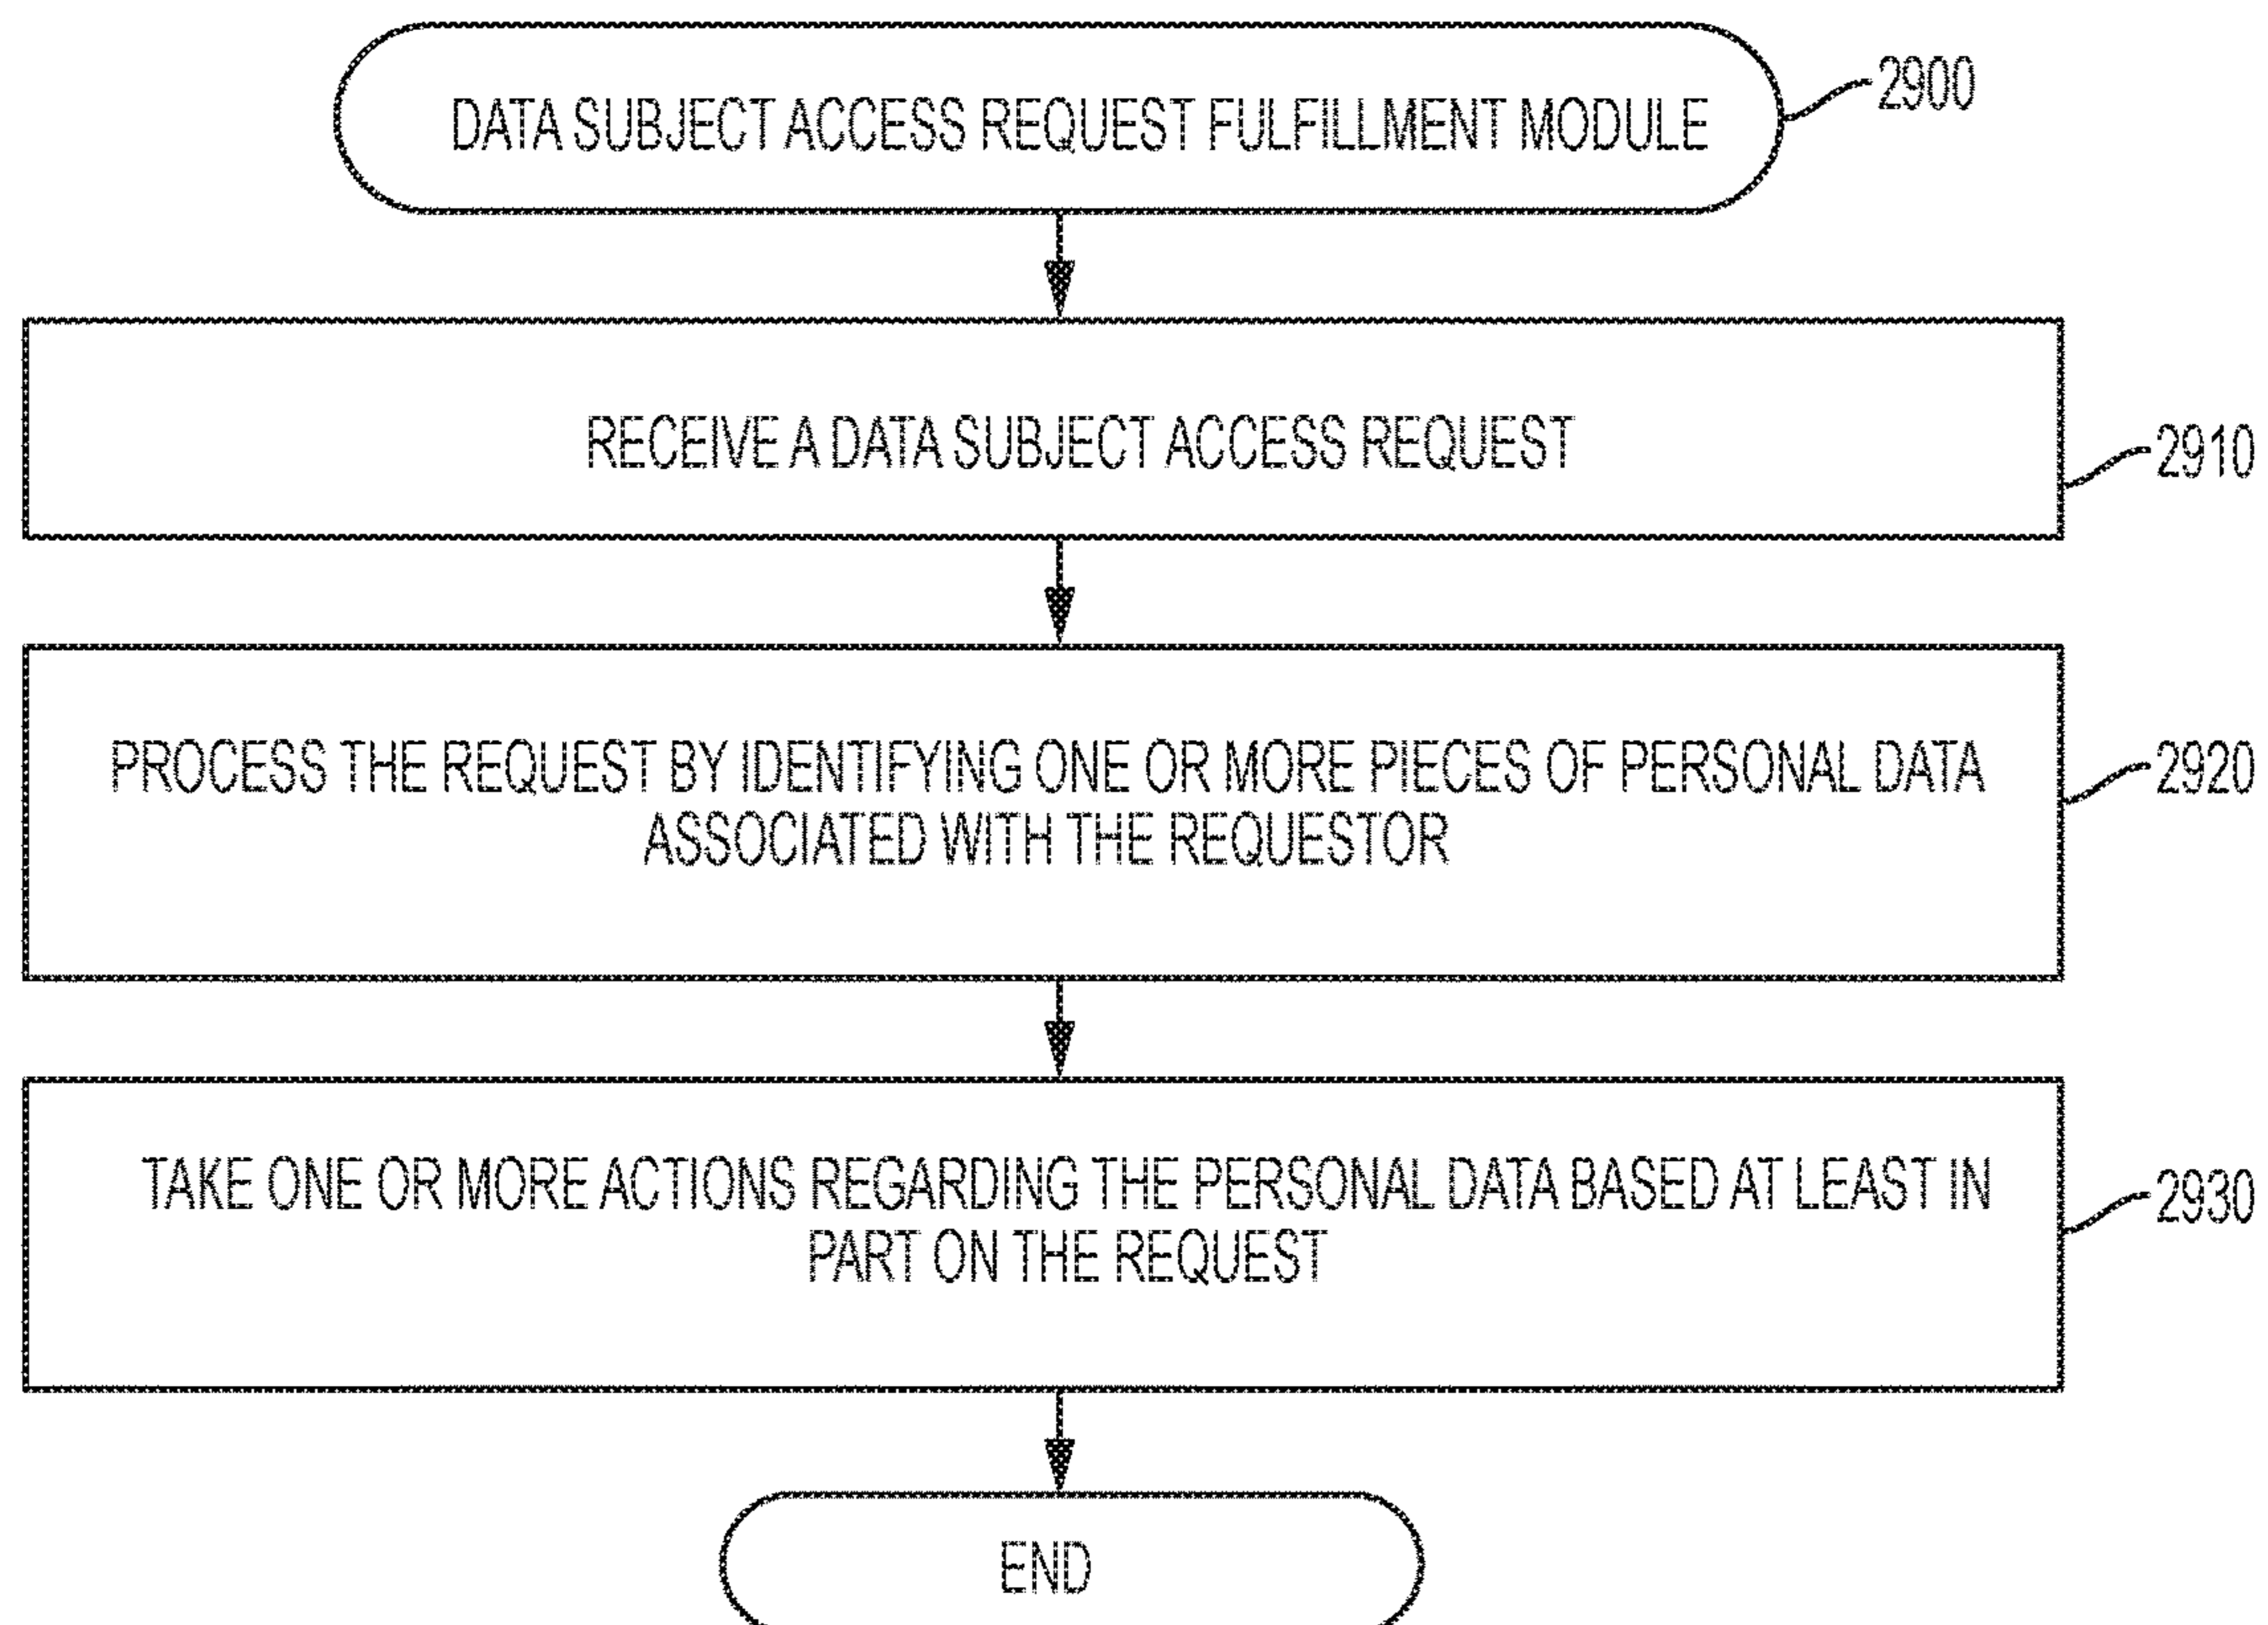 DATA SUBJECT ACCESS REQUEST FULFILLMENT MODULE
2900
RECEIVE A DATA SUBJECT ACCESS REQUEST
2910
PROCESS THE REQUEST BY IDENTIFYING ONE OR MORE PIECES OF PERSONAL DATA
ASSOCIATED WITH THE REQUESTOR
2920
TAKE ONE OR MORE ACTIONS REGARDING THE PERSONAL DATA BASED AT LEAST IN
PART ON THE REQUEST
2930
END